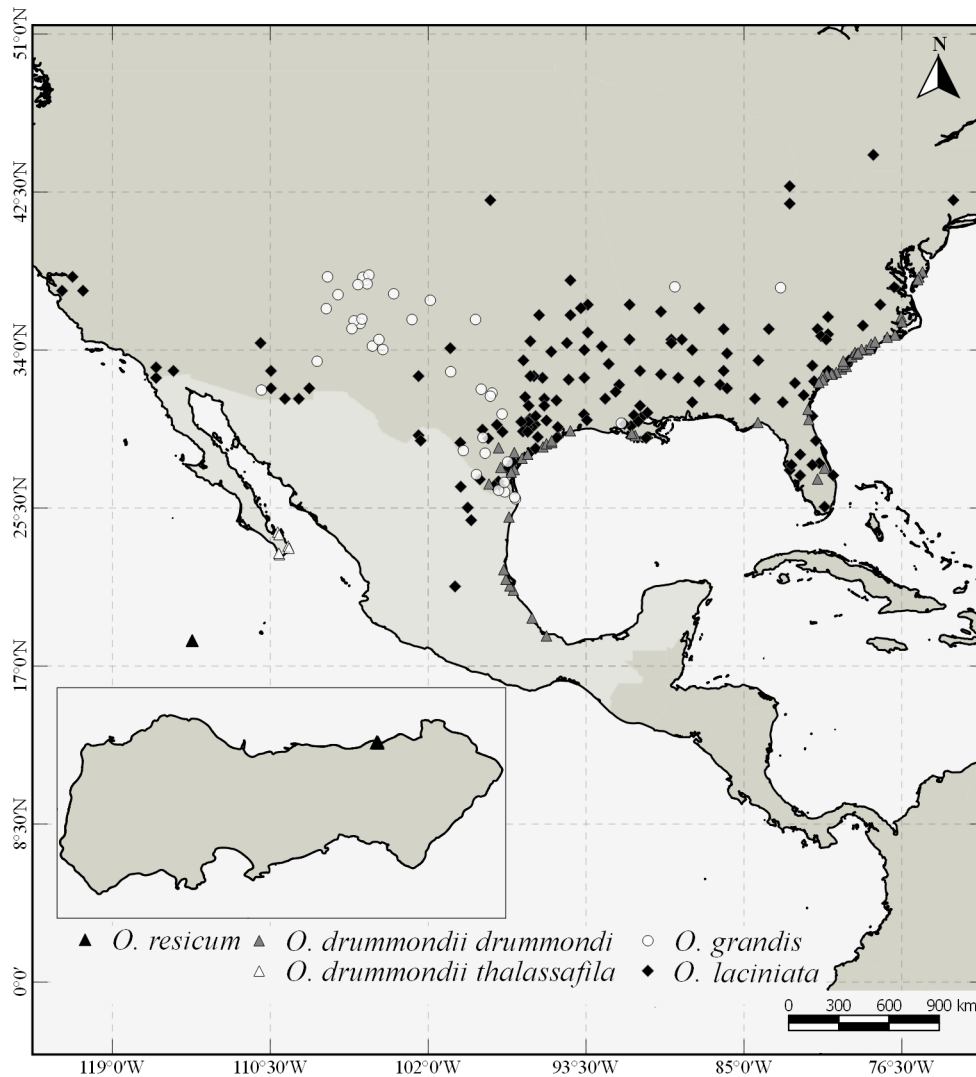 N
51°0'N
42°30'N
34°0'N
25°30'N
17°0'N
8°30'N
0°0'
O. resicum
O. drummondii drummondi
O. grandis
O. drummondii thalassafila
O. laciniata
0 300 600 900 km
119°0'W 110°30'W 102°0'W 93°30'W 85°0'W 76°30'W